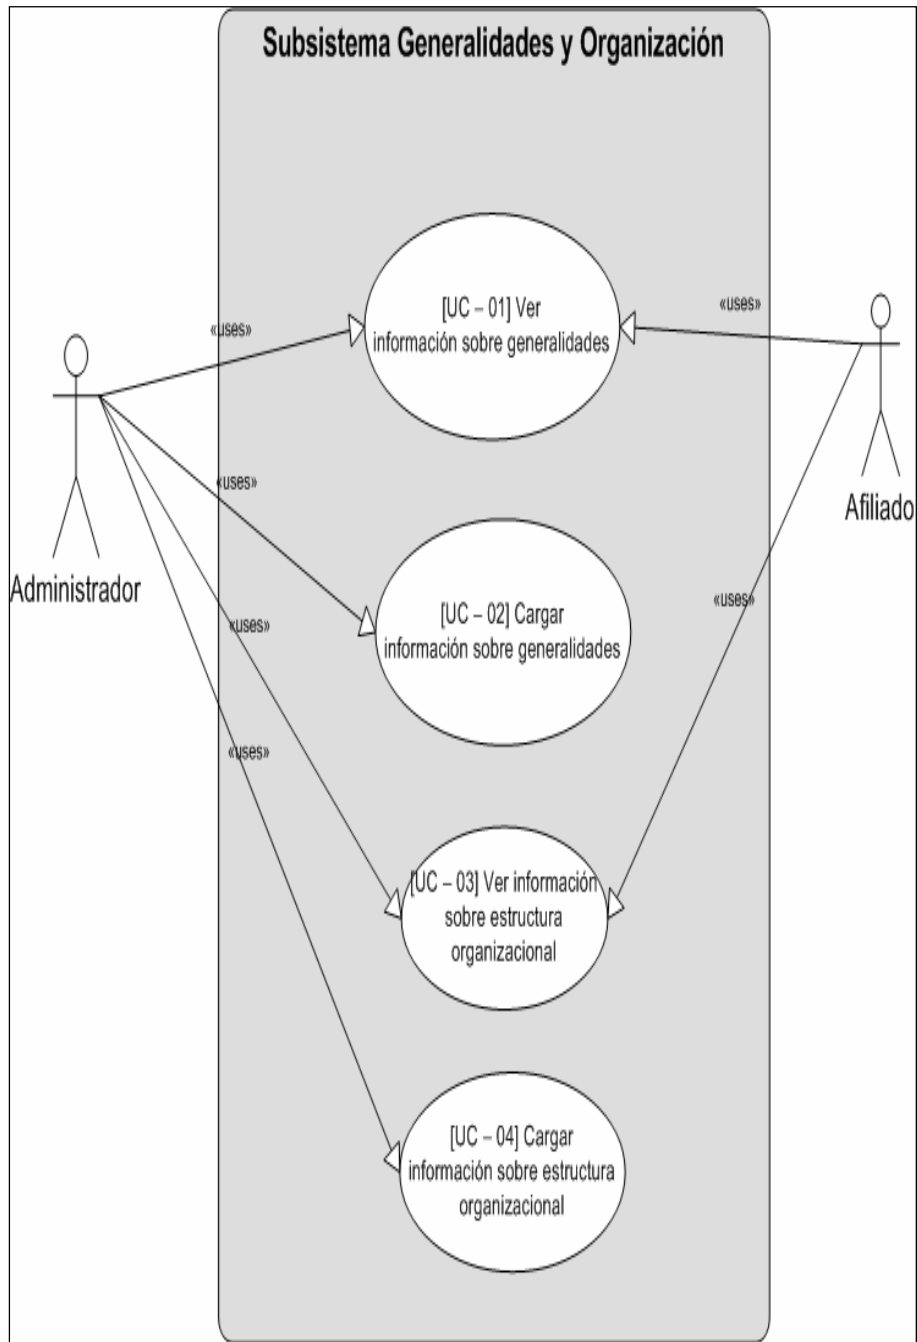 Subsistema Generalidades y Organización
[UC – 01] Ver
información sobre generalidades
«uses»
«uses»
«uses»
Administrador
Afiliado
[UC – 02] Cargar
información sobre generalidades
«uses»
«uses»
«uses»
[UC – 03] Ver información
sobre estructura
organizacional
[UC – 04] Cargar
información sobre estructura
organizacional